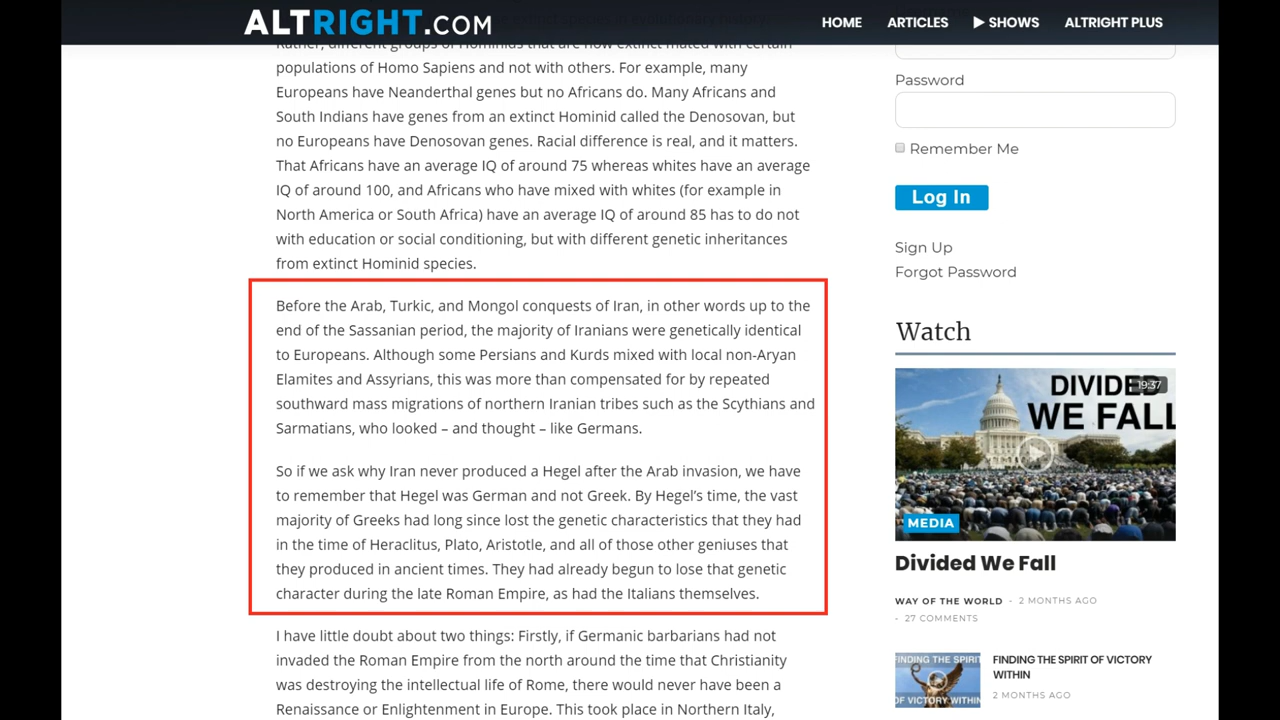 ALTRIGHT.COM
HOME ARTICLES SHOWS ALTRIGHT PLUS
Rather, different groups of Hominids that are now extinct mated with certain
populations of Homo Sapiens and not with others. For example, many
Europeans have Neanderthal genes but no Africans do. Many Africans and
South Indians have genes from an extinct Hominid called the Denosovan, but
no Europeans have Denosovan genes. Racial difference is real, and it matters.
That Africans have an average IQ of around 75 whereas whites have an average
IQ of around 100, and Africans who have mixed with whites (for example in
North America or South Africa) have an average IQ of around 85 has to do not
with education or social conditioning, but with different genetic inheritances
from extinct Hominid species.
Before the Arab, Turkic, and Mongol conquests of Iran, in other words up to the
end of the Sassanian period, the majority of Iranians were genetically identical
to Europeans. Although some Persians and Kurds mixed with local non-Aryan
Elamites and Assyrians, this was more than compensated for by repeated
southward mass migrations of northern Iranian tribes such as the Scythians and
Sarmatians, who looked – and thought – like Germans.
So if we ask why Iran never produced a Hegel after the Arab invasion, we have
to remember that Hegel was German and not Greek. By Hegel's time, the vast
majority of Greeks had long since lost the genetic characteristics that they had
in the time of Heraclitus, Plato, Aristotle, and all of those other geniuses that
they produced in ancient times. They had already begun to lose that genetic
character during the late Roman Empire, as had the Italians themselves.
I have little doubt about two things: Firstly, if Germanic barbarians had not
invaded the Roman Empire from the north around the time that Christianity
was destroying the intellectual life of Rome, there would never have been a
Renaissance or Enlightenment in Europe. This took place in Northern Italy,
Password
Remember Me
Log In
Sign Up
Forgot Password
Watch
DIVIDED
19:37
WE FALL
MEDIA
Divided We Fall
WAY OF THE WORLD - 2 MONTHS AGO
- 27 COMMENTS
FINDING THE SPIRIT
OF VICTORY WITHIN
FINDING THE SPIRIT OF VICTORY
WITHIN
2 MONTHS AGO